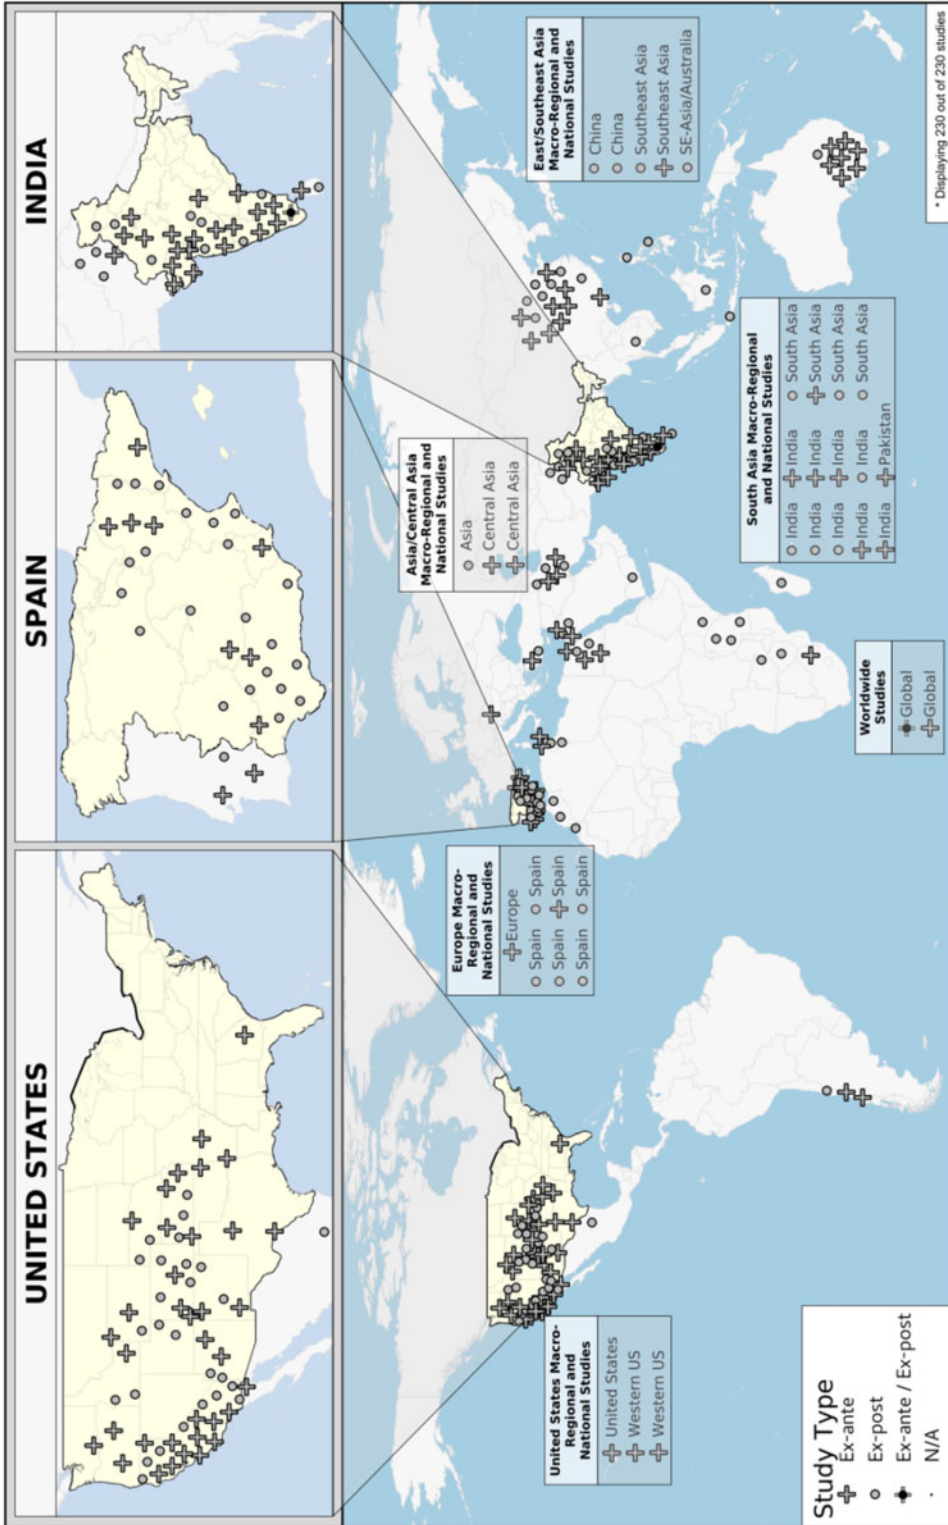 UNITED STATES
SPAIN
INDIA
United States Macro-
Regional and
National Studies
United States
Western US
Western US
Europe Macro-
Regional and
National Studies
Europe
Spain Spain
Spain Spain
Spain Spain
Asia/Central Asia
Macro-Regional and
National Studies
Asia
Central Asia
Central Asia
East/Southeast Asia
Macro-Regional and
National Studies
China
China
Southeast Asia
Southeast Asia
SE-Asia/Australia
South Asia Macro-Regional
and National Studies
India India South Asia
India India South Asia
India India South Asia
India India South Asia
India Pakistan
Worldwide
Studies
Global
Global
Study Type
Ex-ante
Ex-post
Ex-ante / Ex-post
N/A
* Displaying 230 out of 230 studies